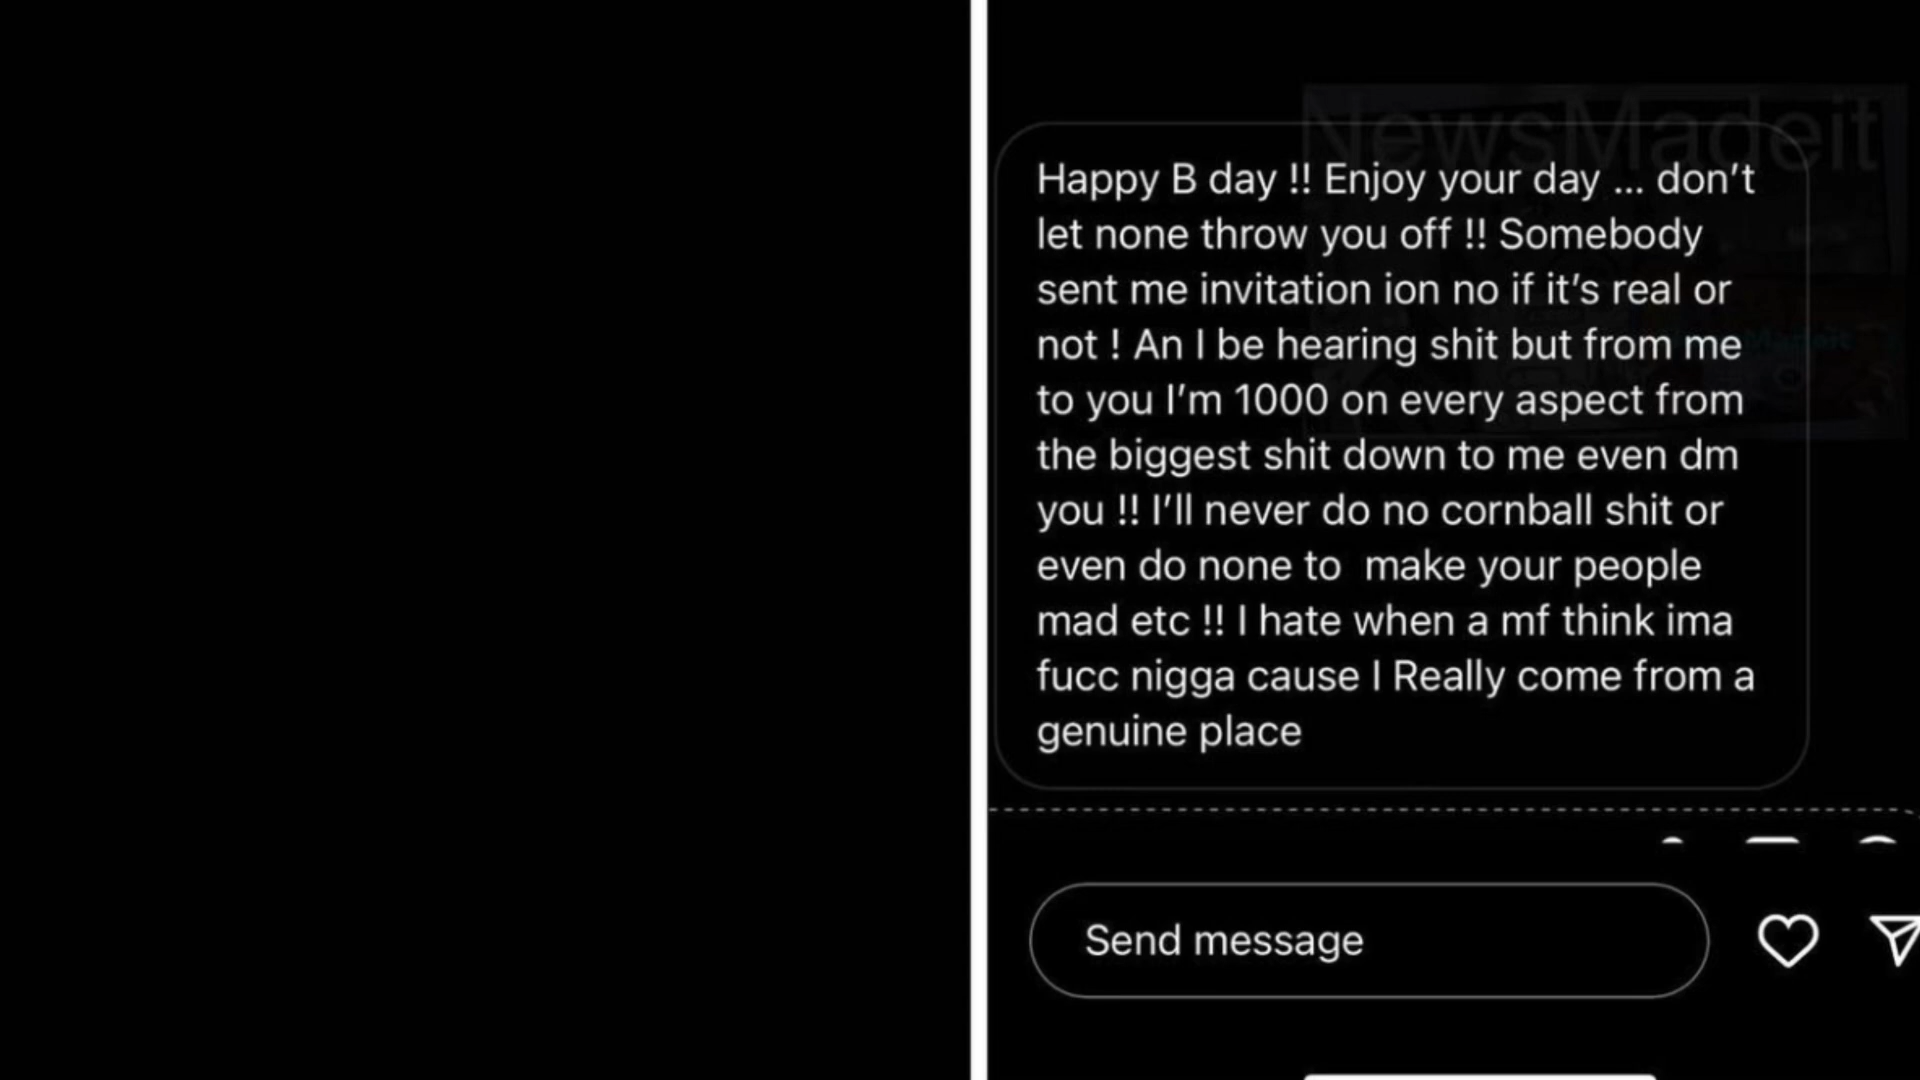 NewsMadeit
Happy B day !! Enjoy your day ... don’t
let none throw you off !! Somebody
sent me invitation ion no if it’s real or
not ! An I be hearing shit but from me
to you I’m 1000 on every aspect from
the biggest shit down to me even dm
you !! I’ll never do no cornball shit or
even do none to  make your people
mad etc !! I hate when a mf think ima
fucc nigga cause I Really come from a
genuine place
Send message